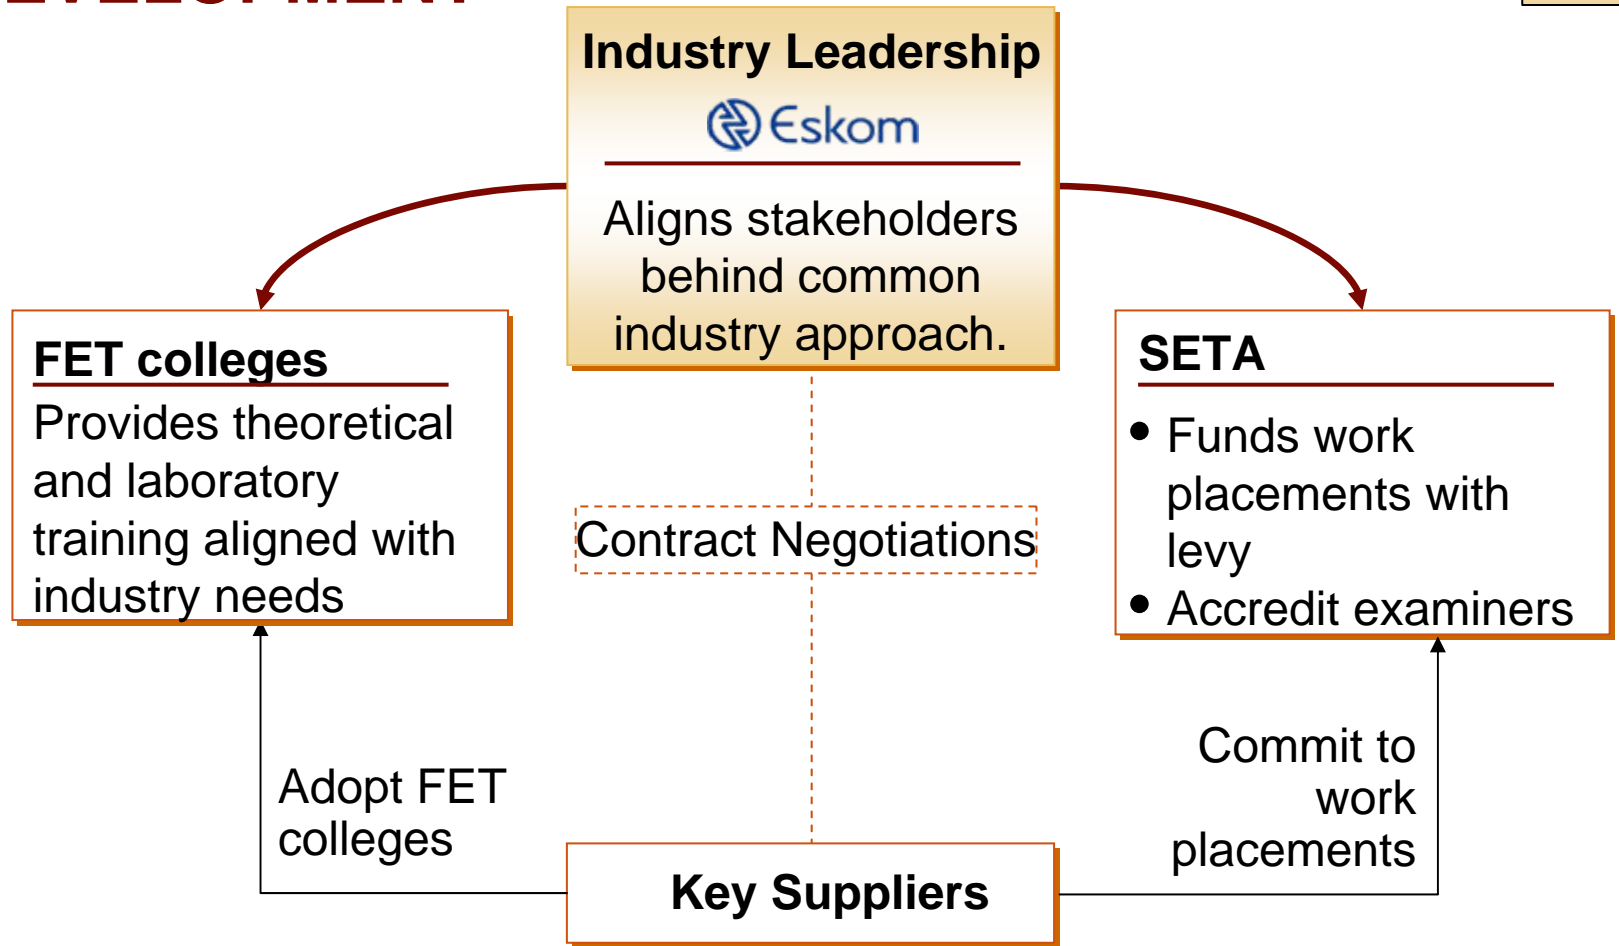 Industry Leadership
Eskom
Aligns stakeholders
behind common
industry approach.
FET colleges
Provides theoretical
and laboratory
training aligned with
industry needs
SETA
• Funds work
placements with
levy
• Accredit examiners
Contract Negotiations
Adopt FET
colleges
Commit to
work
placements
Key Suppliers